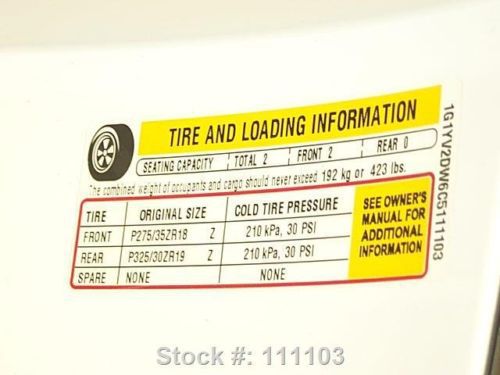 TIRE AND LOADING INFORMATION
SEATING CAPACITY TOTAL 2 FRONT 2 REAR 0
The combined weight of occupants and cargo should never exceed 192 kg or 423 lbs.
TIRE ORIGINAL SIZE COLD TIRE PRESSURE
FRONT P275/35ZR18 Z 210 kPa, 30 PSI
REAR P325/30ZR19 Z 210 kPa, 30 PSI
SPARE NONE NONE
SEE OWNER'S
MANUAL FOR
ADDITIONAL
INFORMATION
1G1YV2DW6C5111103
Stock #: 111103